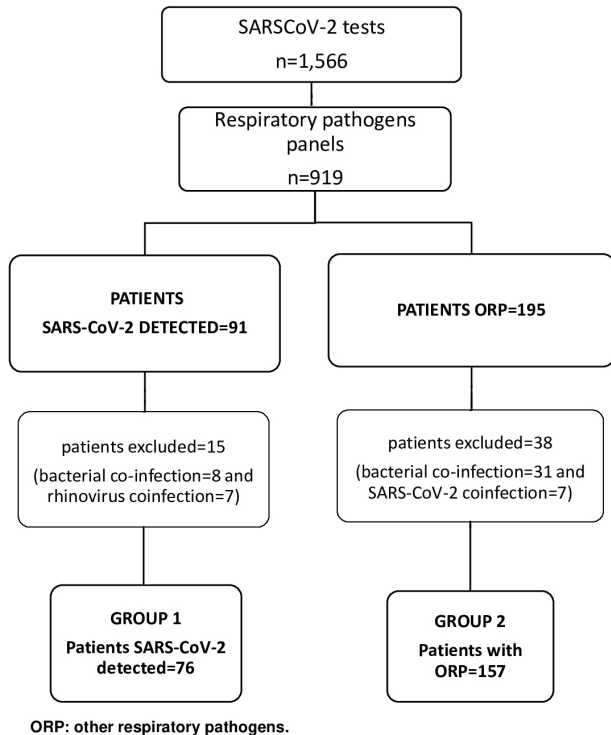 SARSCoV-2 tests
n=1,566
Respiratory pathogens
panels
n=919
PATIENTS
SARS-CoV-2 DETECTED=91
PATIENTS ORP=195
patients excluded=15
(bacterial co-infection=8 and
rhinovirus coinfection=7)
patients excluded=38
(bacterial co-infection=31 and
SARS-CoV-2 coinfection=7)
GROUP 1
Patients SARS-CoV-2
detected=76
GROUP 2
Patients with
ORP=157
ORP: other respiratory pathogens.